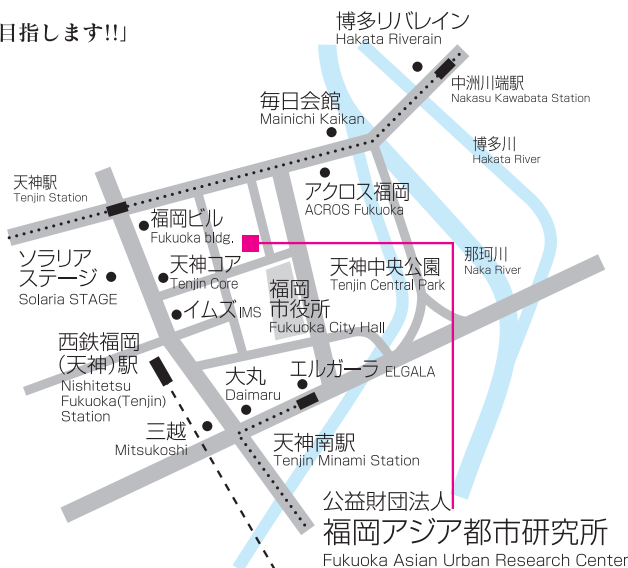 目指します!!」
博多リバレイン
Hakata Riverain
中洲川端駅
Nakasu Kawabata Station
毎日会館
Mainichi Kaikan
博多川
Hakata River
天神駅
Tenjin Station
アクロス福岡
ACROS Fukuoka
福岡ビル
Fukuoka bldg.
ソラリア
ステージ
Solaria STAGE
天神コア
Tenjin Core
天神中央公園
Tenjin Central Park
那珂川
Naka River
イムズ IMS
福岡
市役所
Fukuoka City Hall
西鉄福岡
(天神)駅
Nishitetsu
Fukuoka(Tenjin)
Station
大丸
Daimaru
エルガーラ ELGALA
三越
Mitsukoshi
天神南駅
Tenjin Minami Station
公益財団法人
福岡アジア都市研究所
Fukuoka Asian Urban Research Center